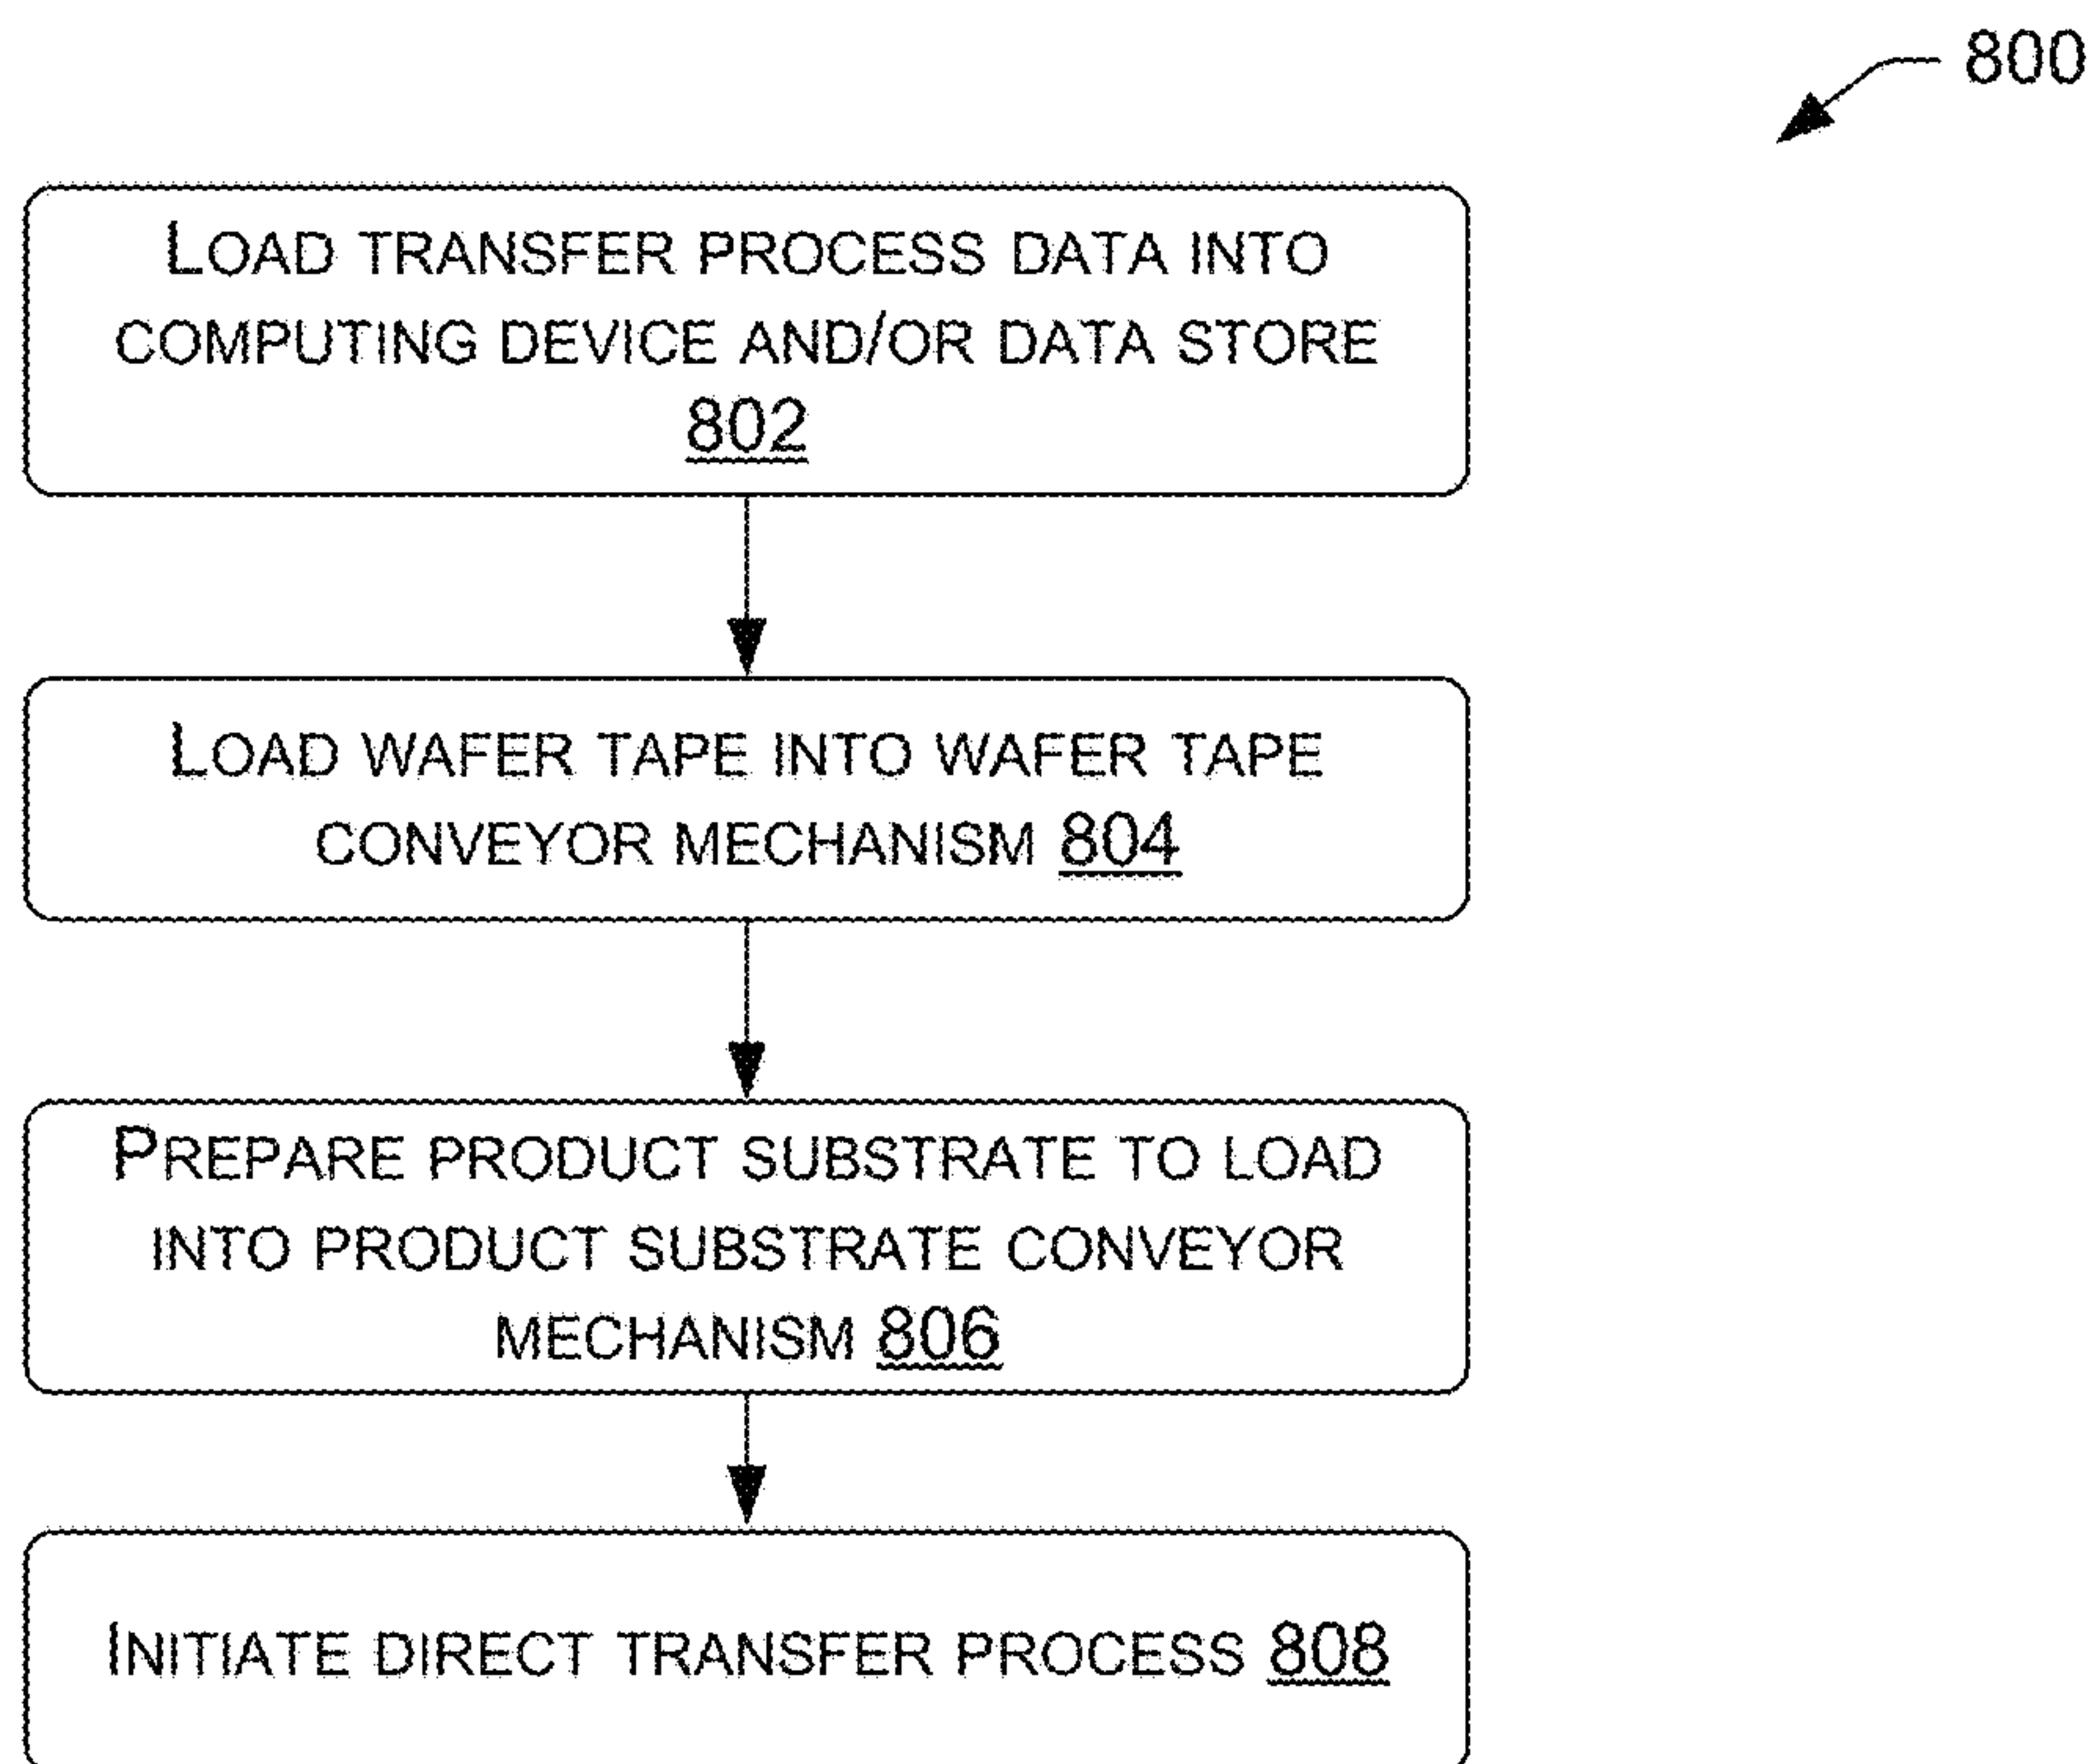 800
LOAD TRANSFER PROCESS DATA INTO
COMPUTING DEVICE AND/OR DATA STORE
802
LOAD WAFER TAPE INTO WAFER TAPE
CONVEYOR MECHANISM 804
PREPARE PRODUCT SUBSTRATE TO LOAD
INTO PRODUCT SUBSTRATE CONVEYOR
MECHANISM 806
INITIATE DIRECT TRANSFER PROCESS 808